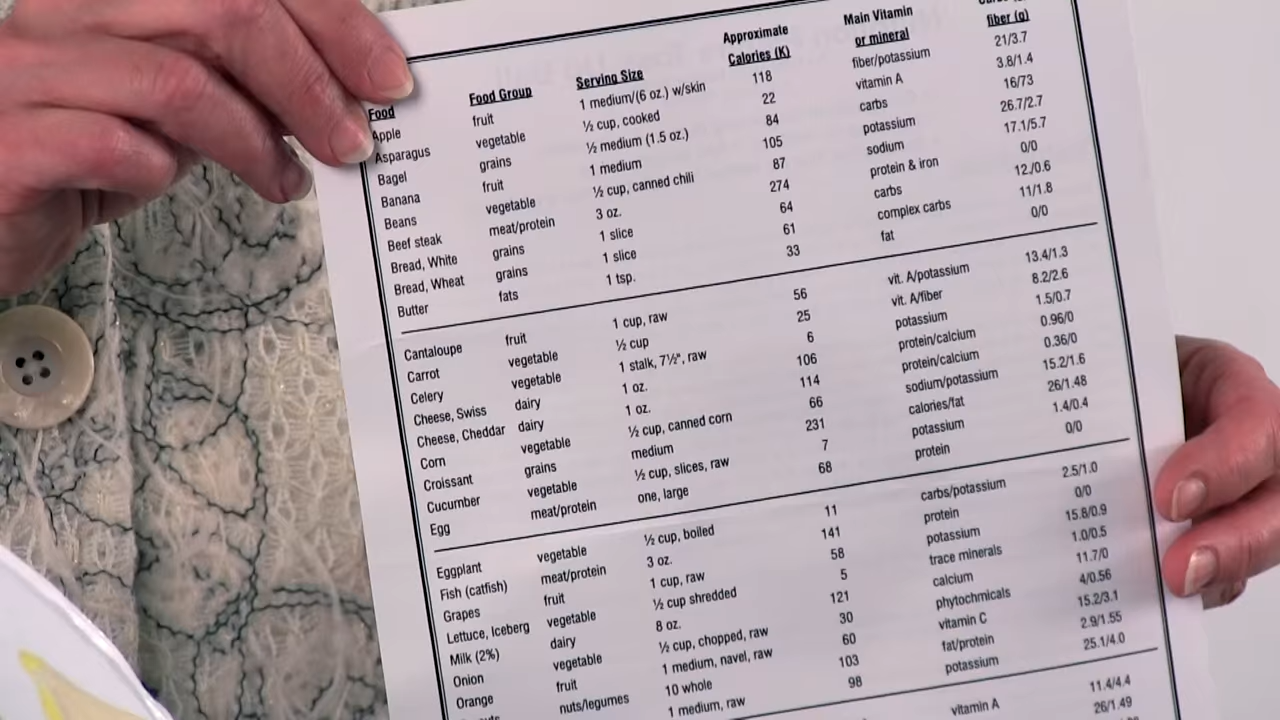 Approximate Main Vitamin
Food Food Group Serving Size Calories (K) or mineral fiber (g)
Apple fruit 1 medium/(6 oz.) w/skin 118 fiber/potassium 21/3.7
Asparagus vegetable ½ cup, cooked 22 vitamin A 3.8/1.4
Bagel grains ½ medium (1.5 oz.) 84 carbs 16/73
Banana fruit 1 medium 105 potassium 26.7/2.7
Beans vegetable ½ cup, canned chili 87 sodium 17.1/5.7
Beef steak meat/protein 3 oz. 274 protein & iron 0/0
Bread, White grains 1 slice 64 carbs 12./0.6
Bread, Wheat grains 1 slice 61 complex carbs 11/1.8
Butter fats 1 tsp. 33 fat 0/0
Cantaloupe fruit 1 cup, raw 56 vit. A/potassium 13.4/1.3
Carrot vegetable ½ cup 25 vit. A/fiber 8.2/2.6
Celery vegetable 1 stalk, 7½", raw 6 potassium 1.5/0.7
Cheese, Swiss dairy 1 oz. 106 protein/calcium 0.96/0
Cheese, Cheddar dairy 1 oz. 114 protein/calcium 0.36/0
Corn vegetable ½ cup, canned corn 66 sodium/potassium 15.2/1.6
Croissant grains medium 231 calories/fat 26/1.48
Cucumber vegetable ½ cup, slices, raw 7 potassium 1.4/0.4
Egg meat/protein one, large 68 protein 0/0
Eggplant vegetable ½ cup, boiled 11 carbs/potassium 2.5/1.0
Fish (catfish) meat/protein 3 oz. 141 protein 0/0
Grapes fruit 1 cup, raw 58 potassium 15.8/0.9
Lettuce, Iceberg vegetable ½ cup shredded 5 trace minerals 1.0/0.5
Milk (2%) dairy 8 oz. 121 calcium 11.7/0
Onion vegetable ½ cup, chopped, raw 30 phytochmicals 4/0.56
Orange fruit 1 medium, navel, raw 60 vitamin C 15.2/3.1
nuts/legumes 10 whole 103 fat/protein 2.9/1.55
1 medium, raw 98 potassium 25.1/4.0
vitamin A 11.4/4.4
26/1.49